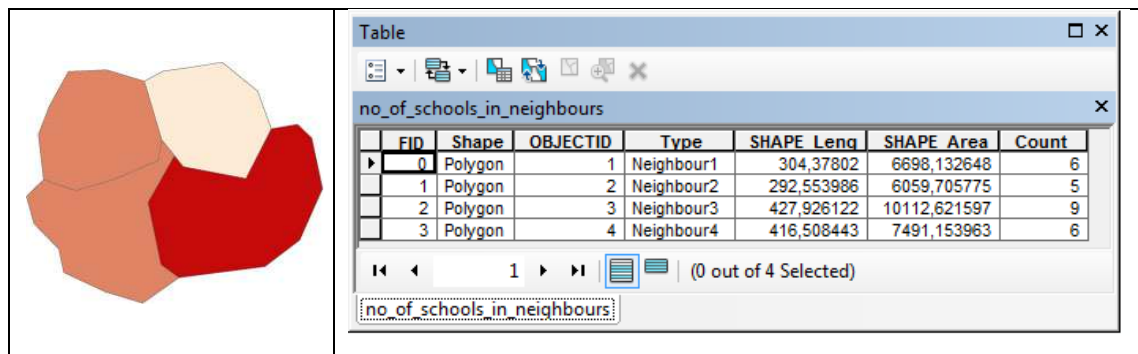 Table
no_of_schools_in_neighbours
FID Shape OBJECTID Type SHAPE_Leng SHAPE_Area Count
0 Polygon 1 Neighbour1 304,37802 6698,132648 6
1 Polygon 2 Neighbour2 292,553986 6059,705775 5
2 Polygon 3 Neighbour3 427,926122 10112,621597 9
3 Polygon 4 Neighbour4 416,508443 7491,153963 6
1 (0 out of 4 Selected)
no_of_schools_in_neighbours